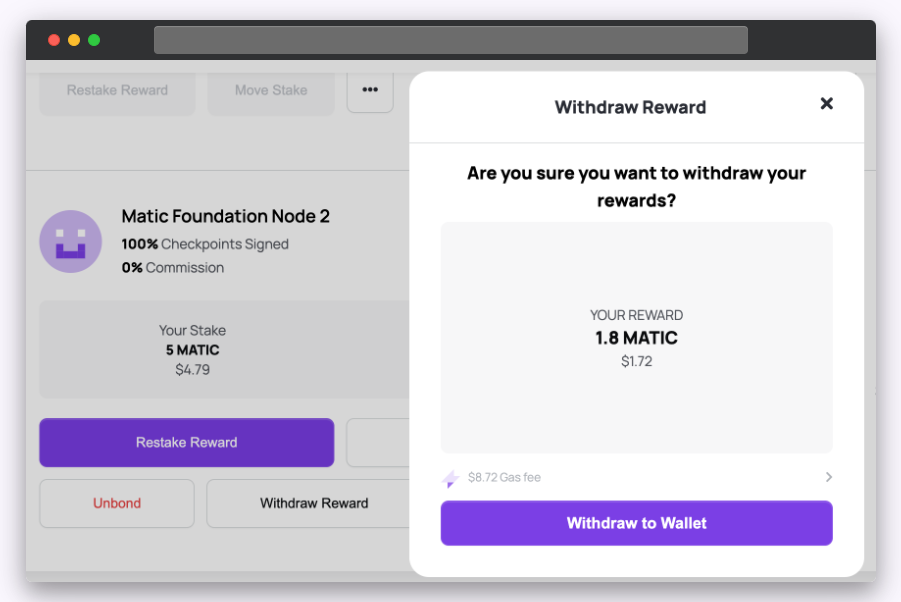 Restake Reward
Move Stake
•••
Matic Foundation Node 2
100% Checkpoints Signed
0% Commission
Your Stake
5 MATIC
$4.79
Restake Reward
Unbond
Withdraw Reward
Withdraw Reward
Are you sure you want to withdraw your
rewards?
YOUR REWARD
1.8 MATIC
$1.72
$8.72 Gas fee
Withdraw to Wallet